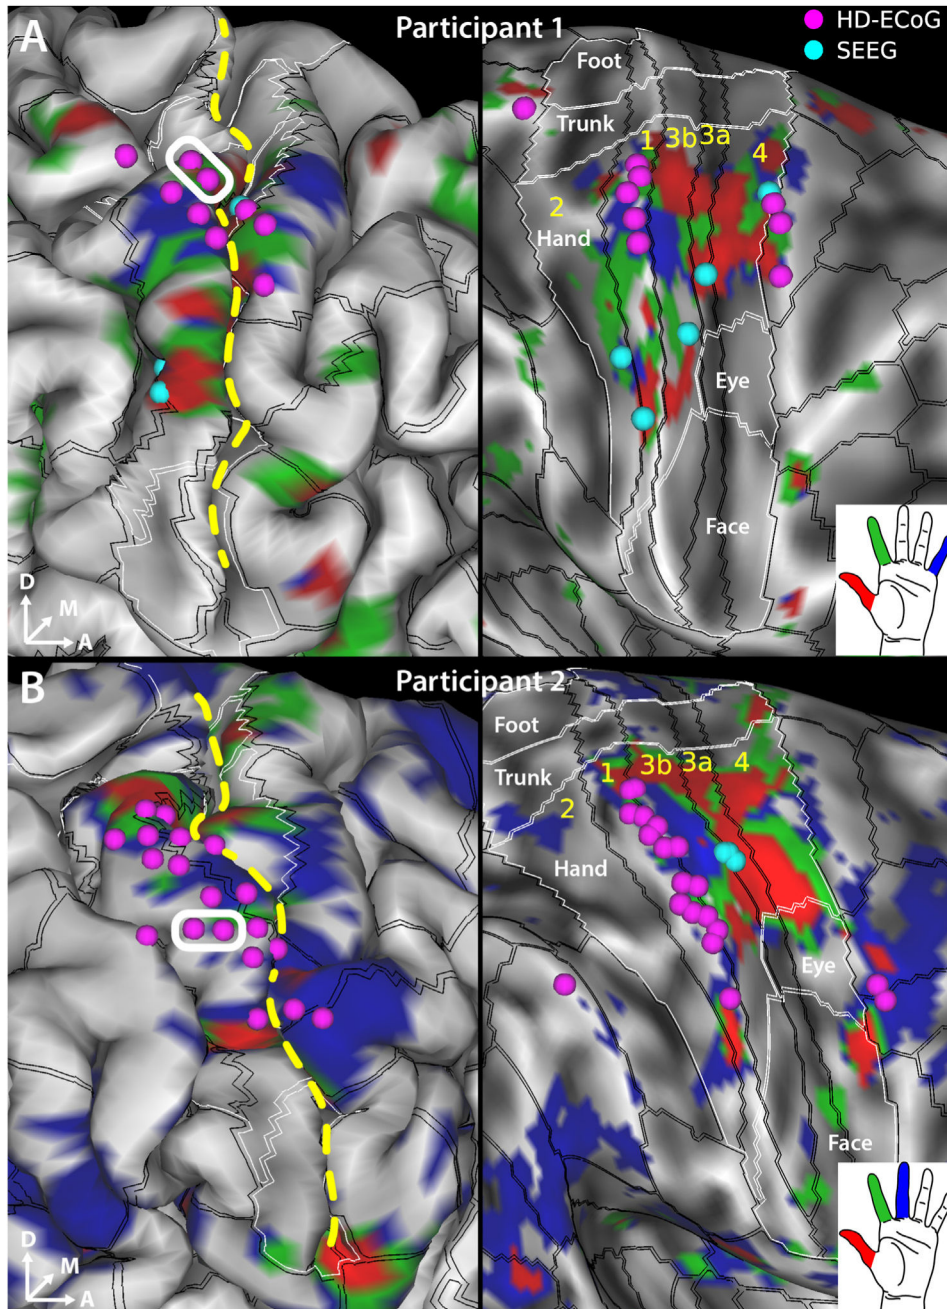 A
Participant 1
HD-ECoG
SEEG
Foot
Trunk
1 3b 3a 4
2
Hand
Eye
Face
D
M
A
B
Participant 2
Foot
Trunk
1 3b 3a 4
2
Hand
Eye
Face
D
M
A